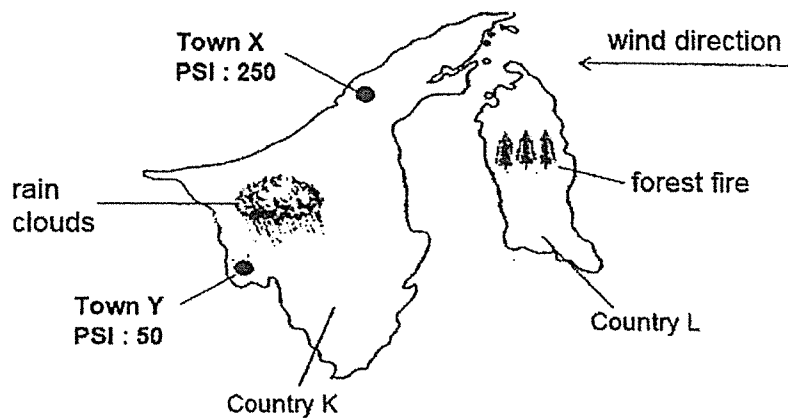 Town X
PSI : 250
wind direction
rain
clouds
forest fire
Town Y
PSI : 50
Country L
Country K